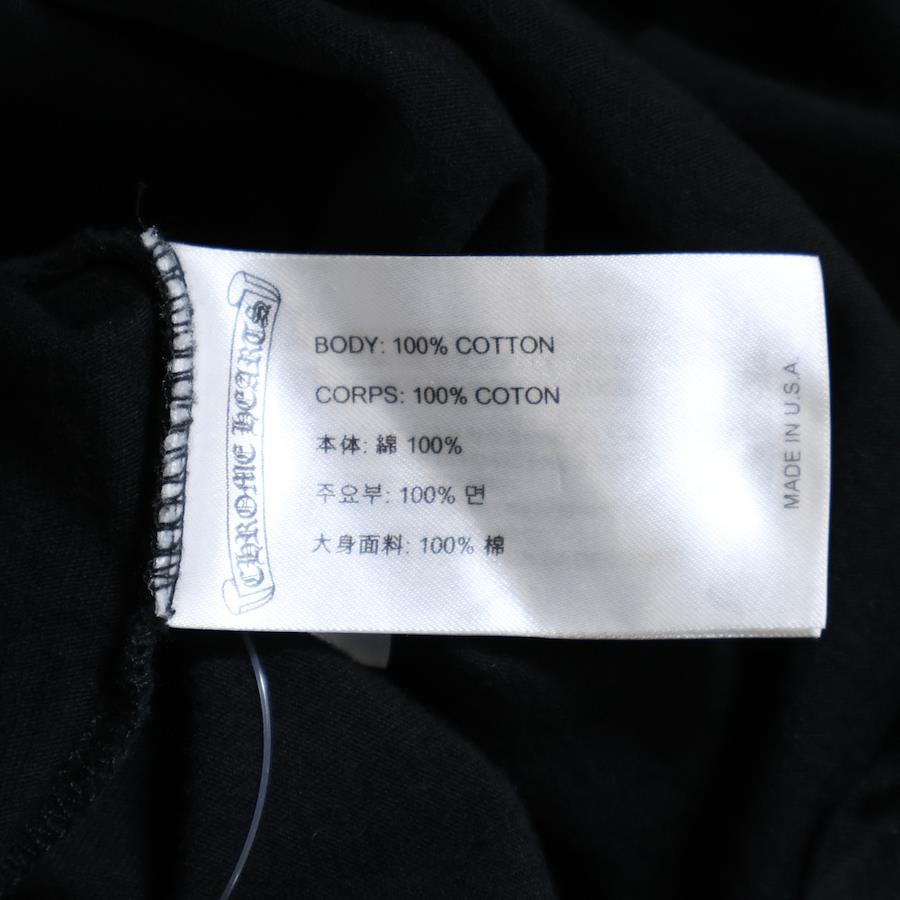 CHROME HEARTS
BODY: 100% COTTON
CORPS: 100% COTON
本体: 綿 100%
주요부: 100% 면
大身面料: 100% 棉
MADE IN U.S.A